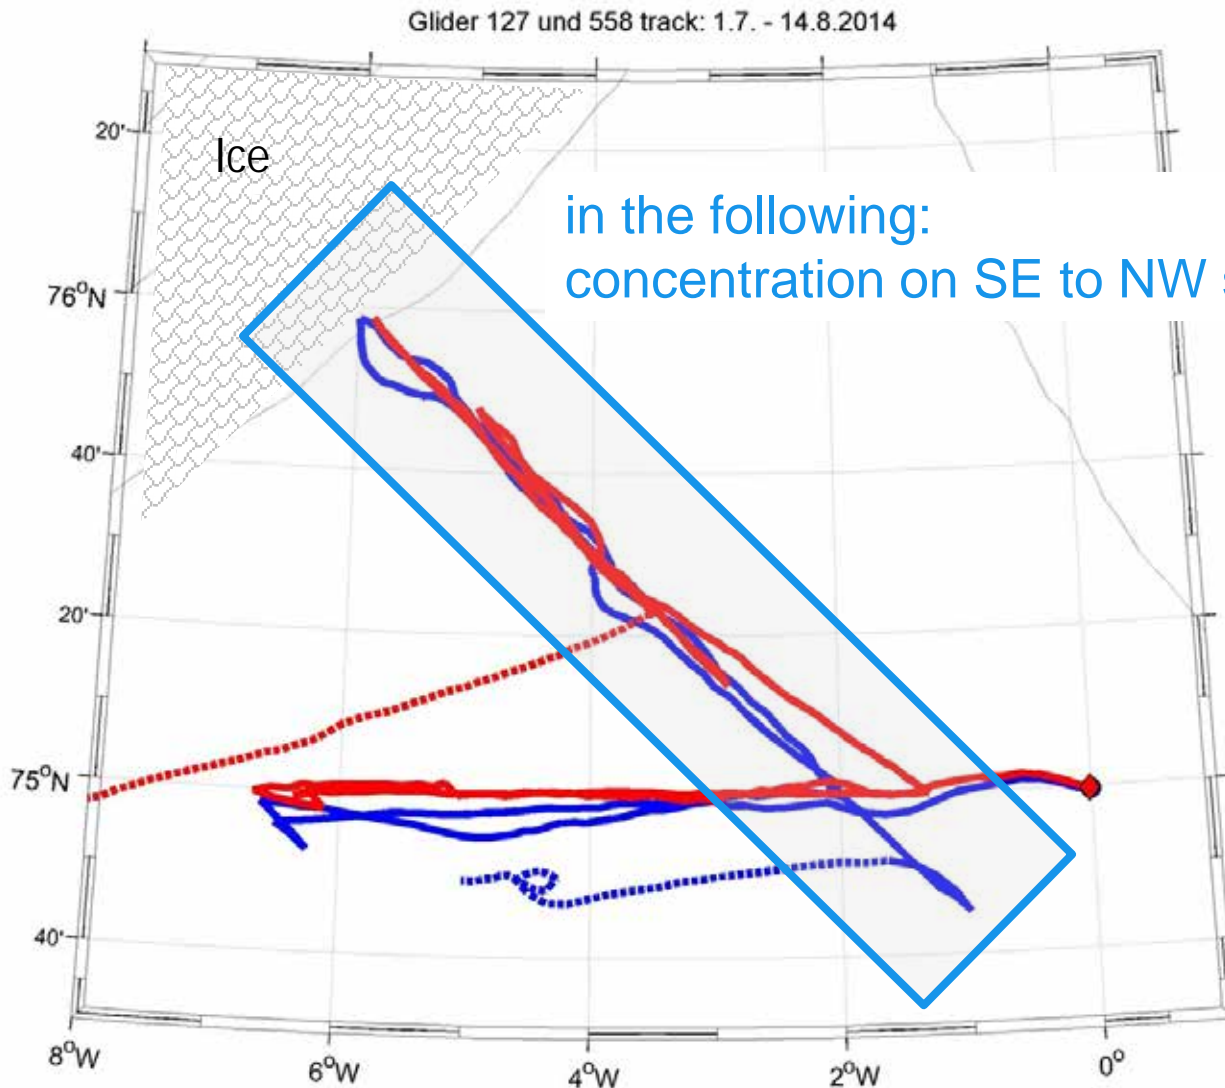 Glider 127 und 558 track: 1.7. - 14.8.2014
20'
Ice
in the following:
concentration on SE to NW
76°N
40'
20'
75°N
40'
8°W
6°W
4°W
2°W
0°